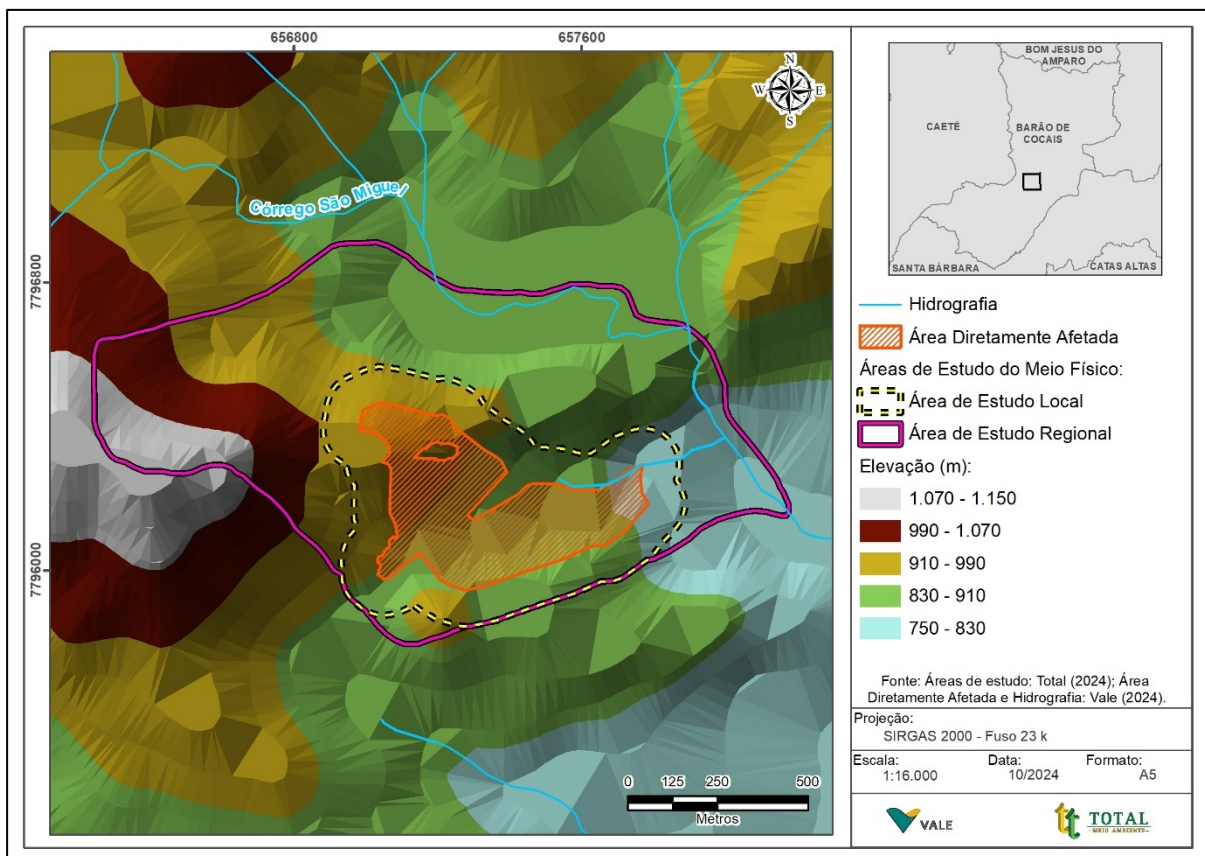 656800
657600
7796800
7796000
N
W E
S
Córrego São Miguel
0 125 250 500
Metros
BOM JESUS DO
AMPARO
CAETÉ
BARÃO DE
COCAIS
SANTA BÁRBARA
CATAS ALTAS
Hidrografia
Área Diretamente Afetada
Áreas de Estudo do Meio Físico:
Área de Estudo Local
Área de Estudo Regional
Elevação (m):
1.070 - 1.150
990 - 1.070
910 - 990
830 - 910
750 - 830
Fonte: Áreas de estudo: Total (2024); Área
Diretamente Afetada e Hidrografia: Vale (2024).
Projeção:
SIRGAS 2000 - Fuso 23 k
Escala: Data: Formato:
1:16.000 10/2024 A5
VALE
TOTAL
MEIO AMBIENTE